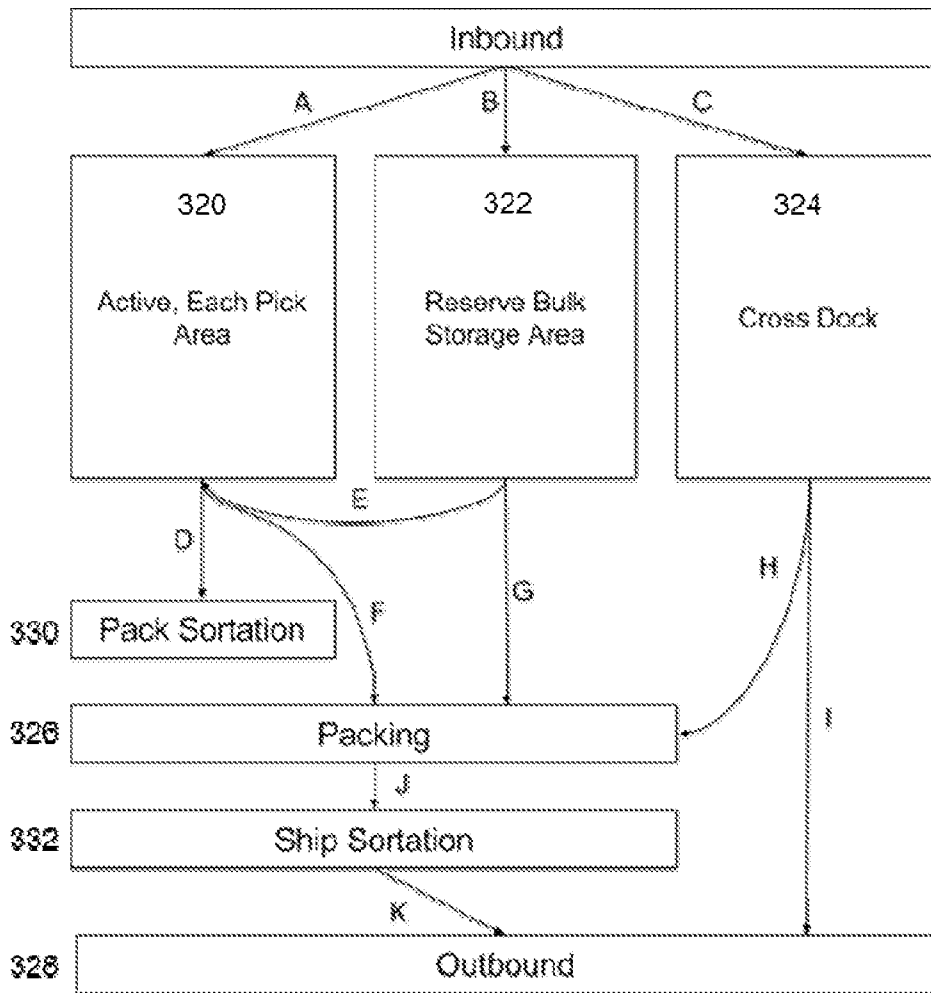 Inbound
A
B
C
320
322
324
Active, Each Pick
Area
Reserve Bulk
Storage Area
Cross Dock
E
D
H
F
G
330
Pack Sortation
I
326
Packing
J
332
Ship Sortation
K
328
Outbound